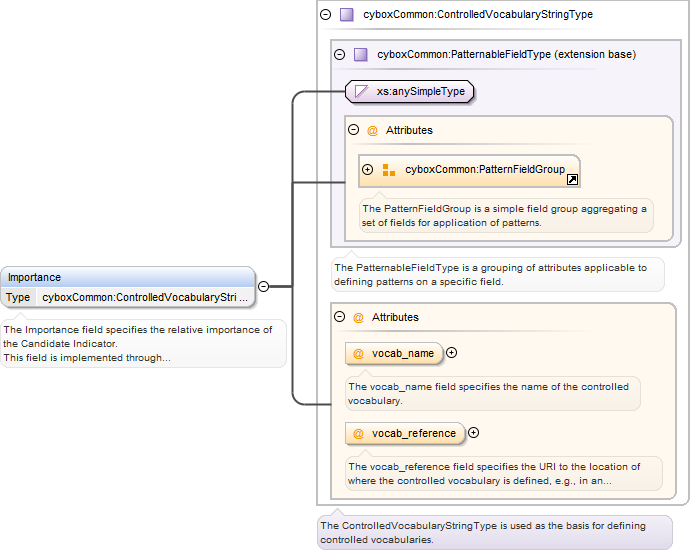 cyboxCommon:ControlledVocabularyStringType
cyboxCommon:PatternableFieldType (extension base)
xs:anySimpleType
@ Attributes
cyboxCommon:PatternFieldGroup
The PatternFieldGroup is a simple field group aggregating a
set of fields for application of patterns.
The PatternableFieldType is a grouping of attributes applicable to
defining patterns on a specific field.
Importance
Type cyboxCommon:ControlledVocabularyStri ...
The Importance field specifies the relative importance of
the Candidate Indicator.
This field is implemented through...
@ Attributes
@ vocab_name
The vocab_name field specifies the name of the controlled
vocabulary.
@ vocab_reference
The vocab_reference field specifies the URI to the location of
where the controlled vocabulary is defined, e.g., in an...
The ControlledVocabularyStringType is used as the basis for defining
controlled vocabularies.